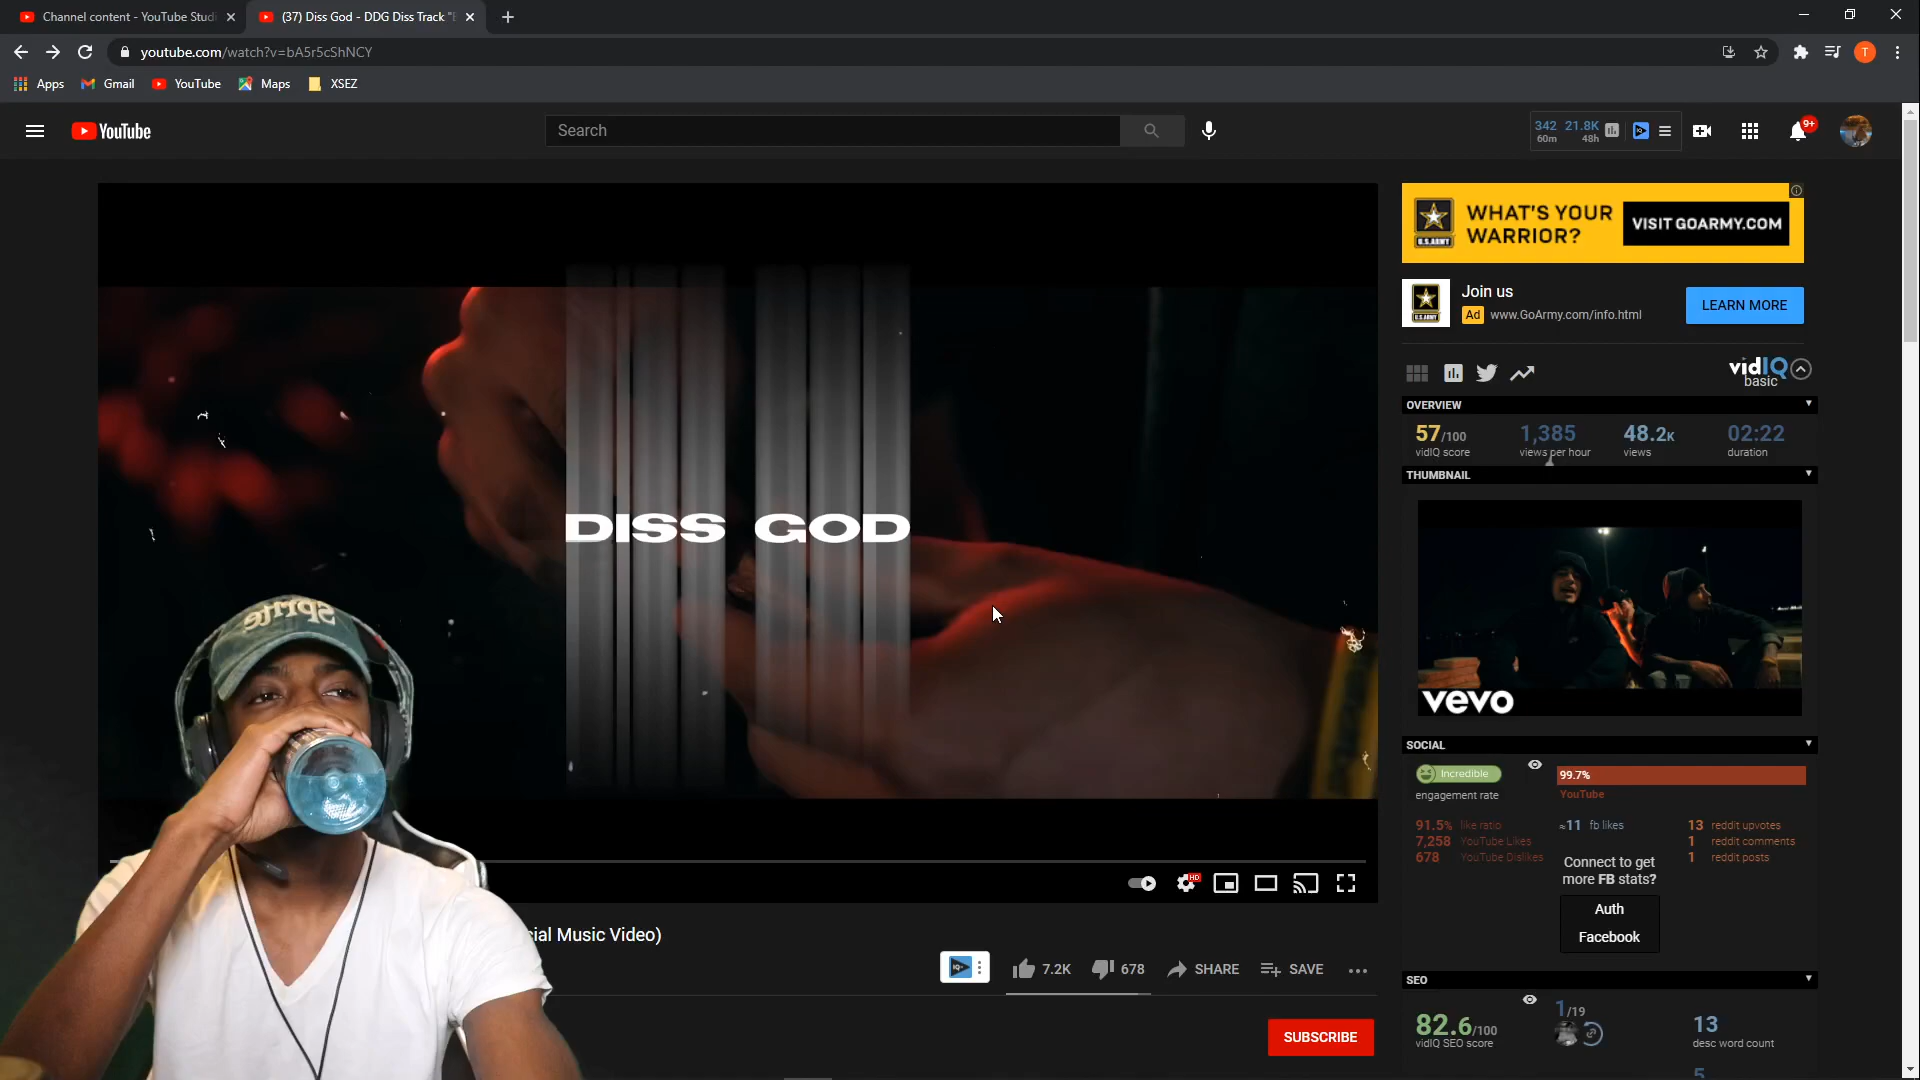 Channel content - YouTube Studi
(37) Diss God - DDG Diss Track "
youtube.com/watch?v=bA5r5cShNCY
T
Apps
Gmail
YouTube
Maps
XSEZ
YouTube
Search
342 21.8K
60m 48h
9+
WHAT'S YOUR
WARRIOR?
VISIT GOARMY.COM
U.S.ARMY
Join us
Ad www.GoArmy.com/info.html
LEARN MORE
vidIQ
basic
OVERVIEW
57/100 1,385 48.2K 02:22
vidIQ score views per hour views duration
THUMBNAIL
DISS GOD
vevo
Sprite
SOCIAL
Incredible
engagement rate
99.7%
YouTube
91.5% like ratio
7,258 YouTube Likes
678 YouTube Dislikes
≈11 fb likes
13 reddit upvotes
1 reddit comments
1 reddit posts
Connect to get
more FB stats?
Auth
Facebook
HD
cial Music Video)
7.2K 678 SHARE SAVE
SUBSCRIBE
SEO
82.6/100
vidIQ SEO score
1/19
13
desc word count
5